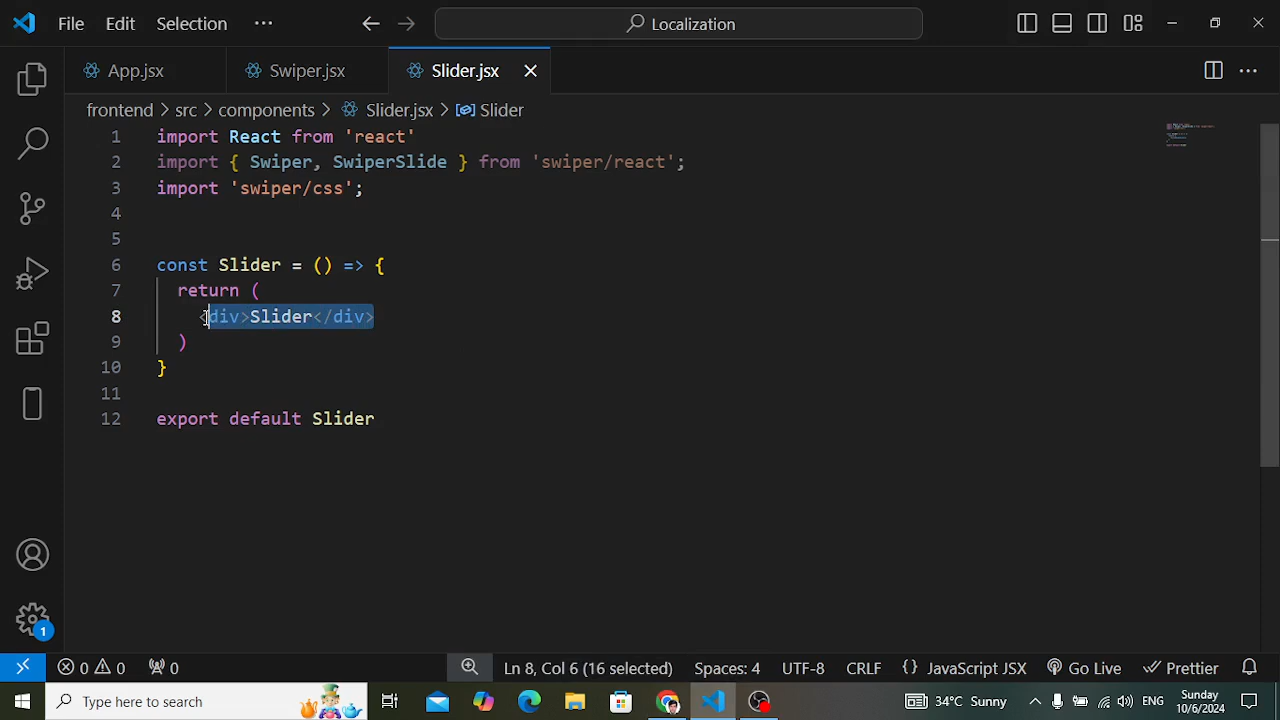 File Edit Selection ··· Localization
App.jsx Swiper.jsx Slider.jsx
frontend > src > components > Slider.jsx > Slider
1 import React from 'react'
2 import { Swiper, SwiperSlide } from 'swiper/react';
3 import 'swiper/css';
4
5
6 const Slider = () => {
7 return (
8 <div>Slider</div>
9 )
10 }
11
12 export default Slider
1
0 0 0 Ln 8, Col 6 (16 selected) Spaces: 4 UTF-8 CRLF {} JavaScript JSX Go Live Prettier
Type here to search 34°C Sunny ENG Sunday
10/6/2024